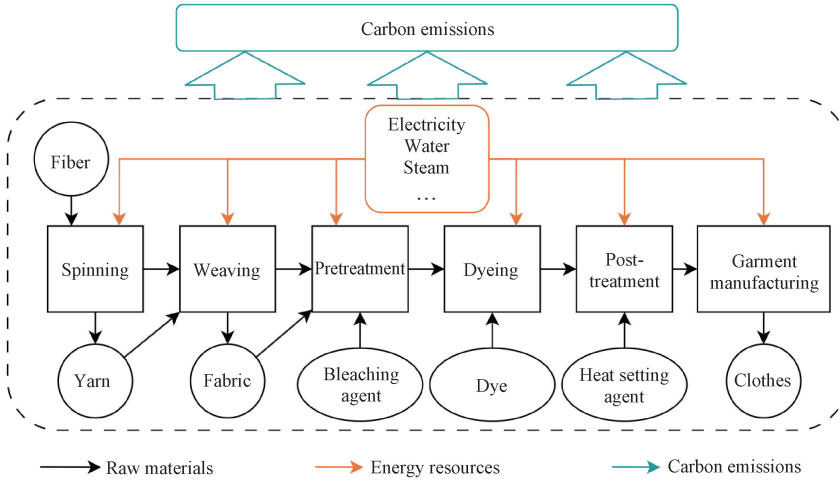 Carbon emissions
Electricity
Water
Steam
...
Fiber
Spinning
Weaving
Pretreatment
Dyeing
Post-
treatment
Garment
manufacturing
Yarn
Fabric
Bleaching
agent
Dye
Heat setting
agent
Clothes
Raw materials
Energy resources
Carbon emissions